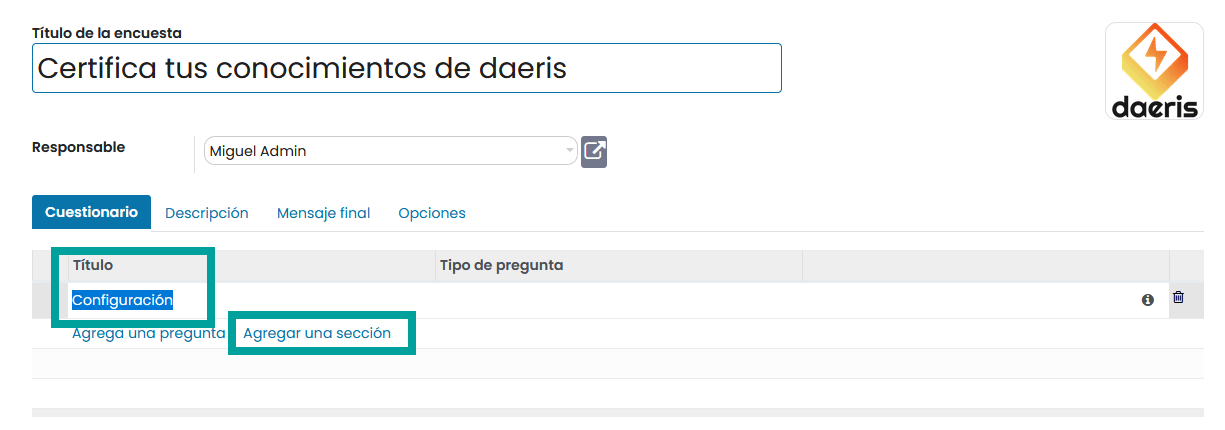 Título de la encuesta
Certifica tus conocimientos de daeris
daeris
Responsable
Miguel Admin
Cuestionario Descripción Mensaje final Opciones
Título Tipo de pregunta
Configuración
Agrega una pregunta Agregar una sección